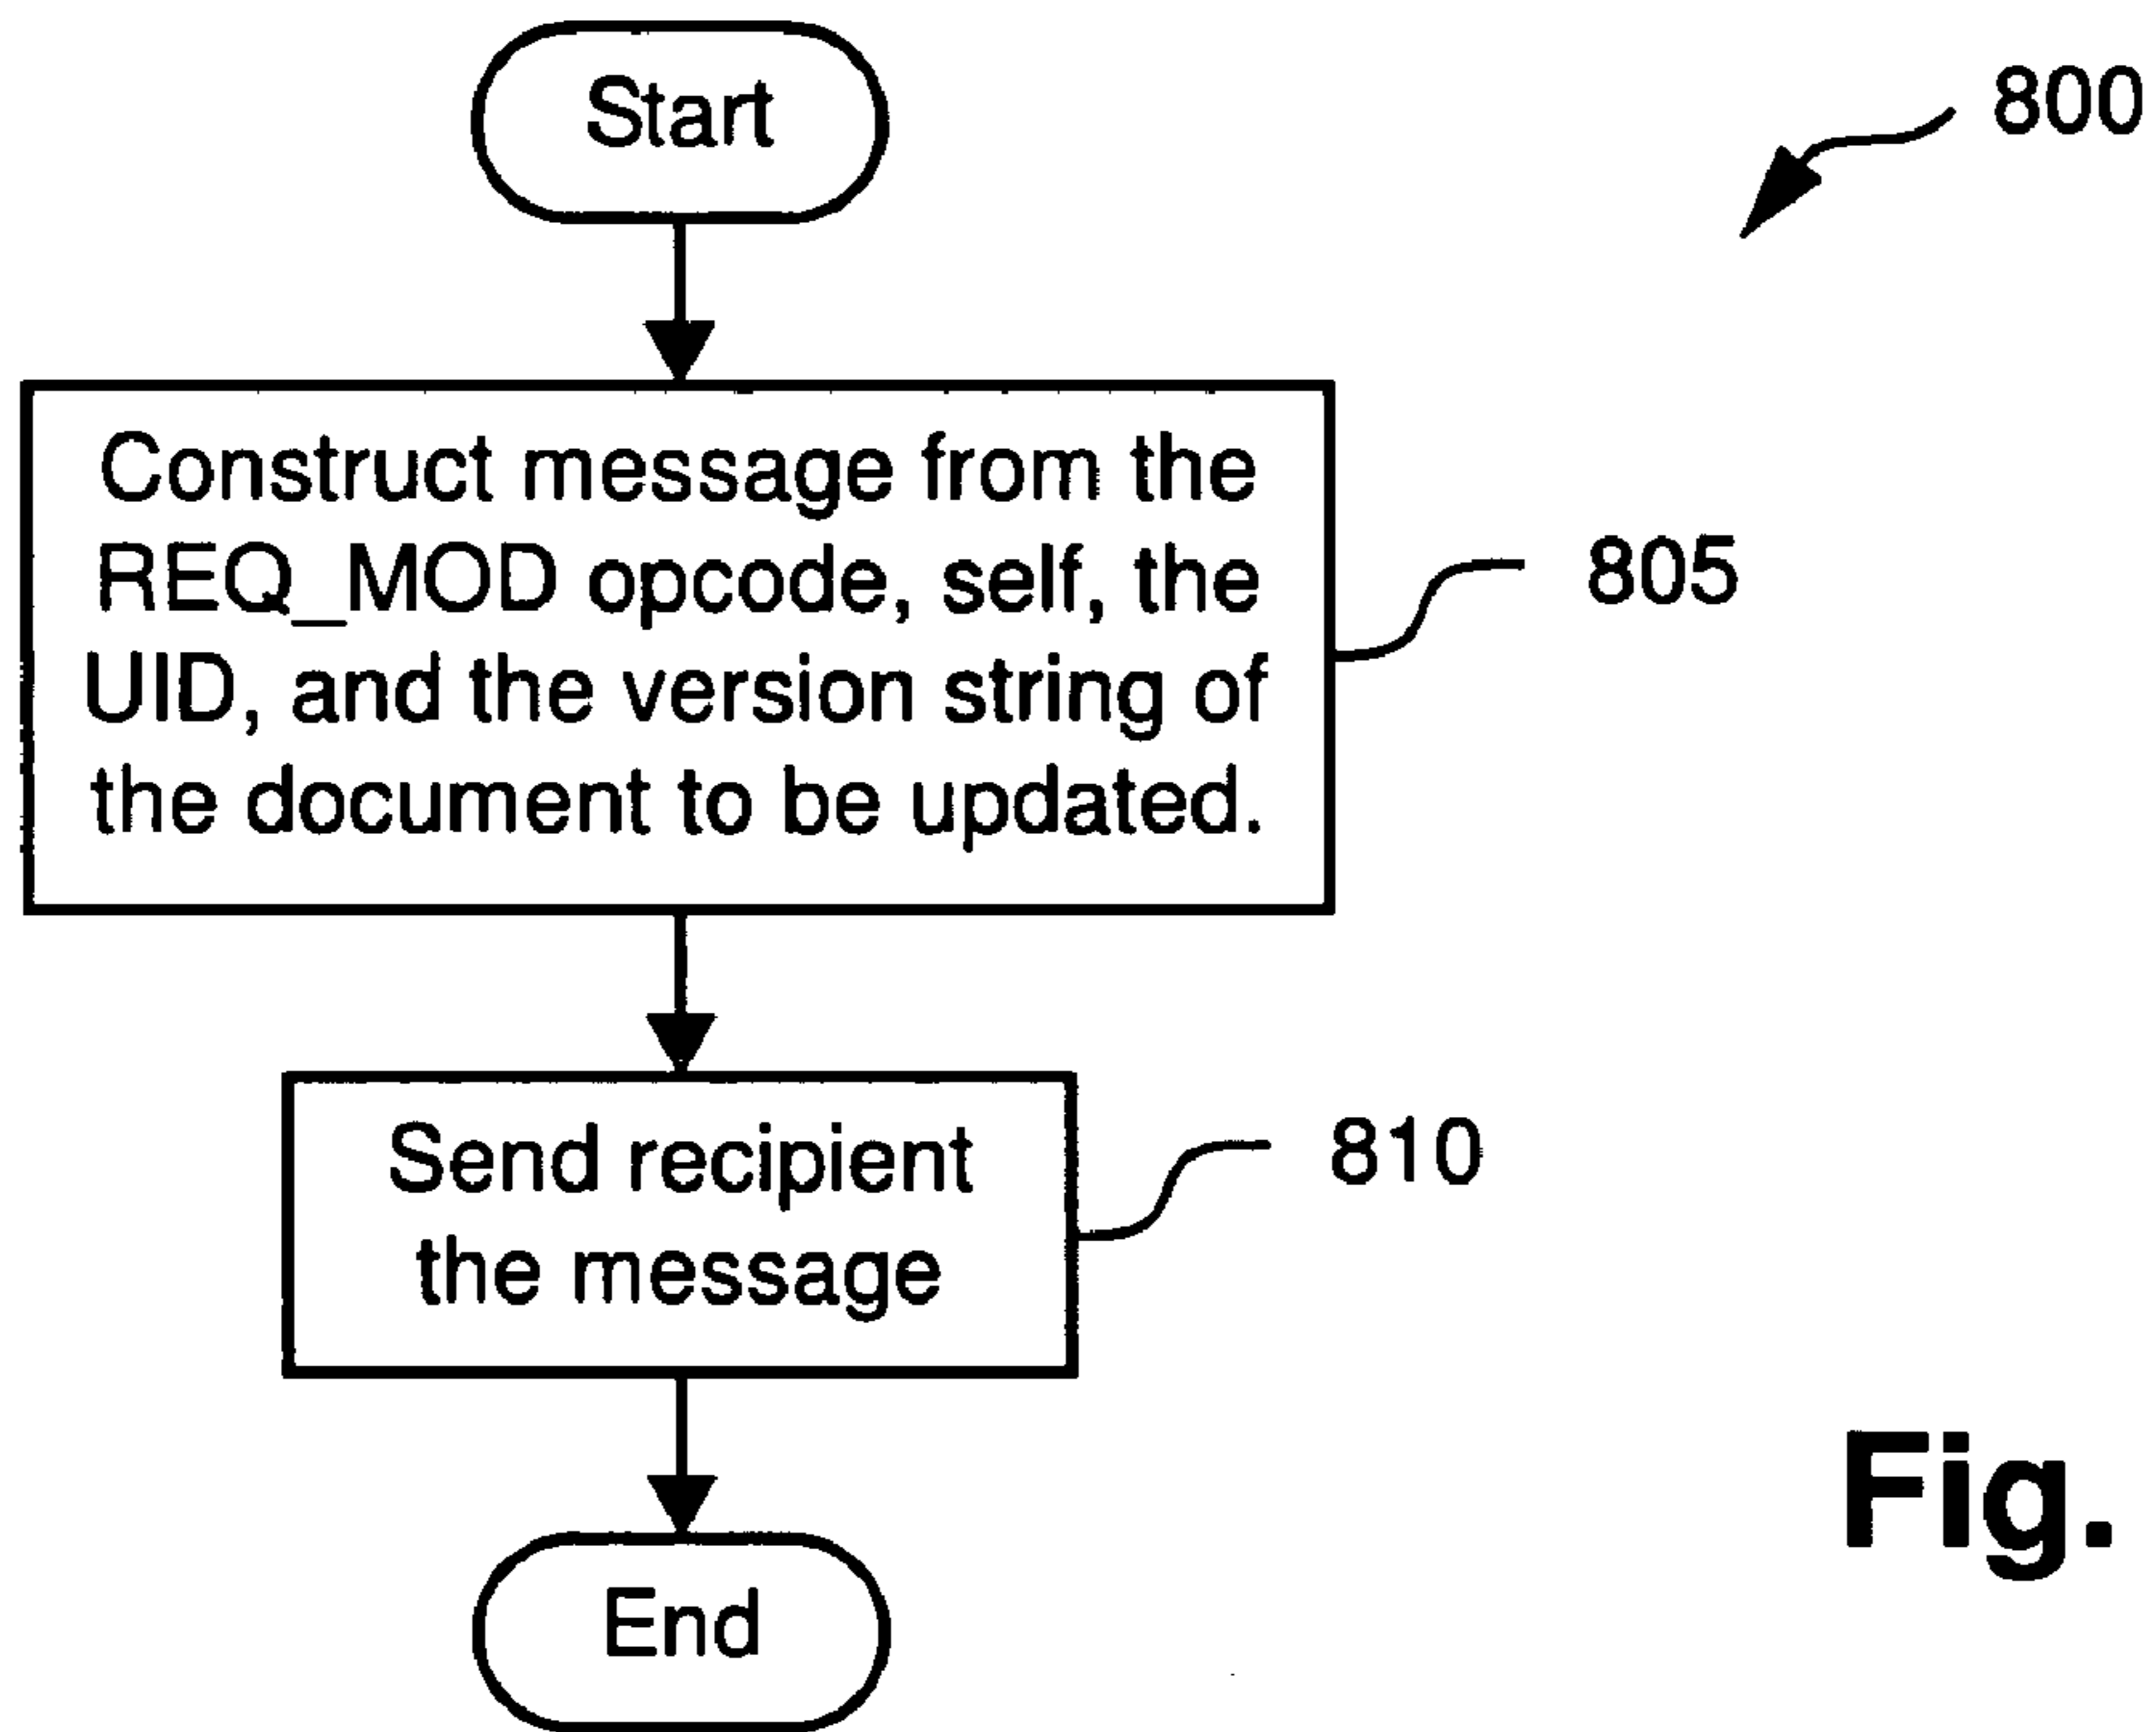 Start
800
Construct message from the
REQ_MOD opcode, self, the
UID, and the version string of
the document to be updated.
805
Send recipient
the message
810
Fig.
End